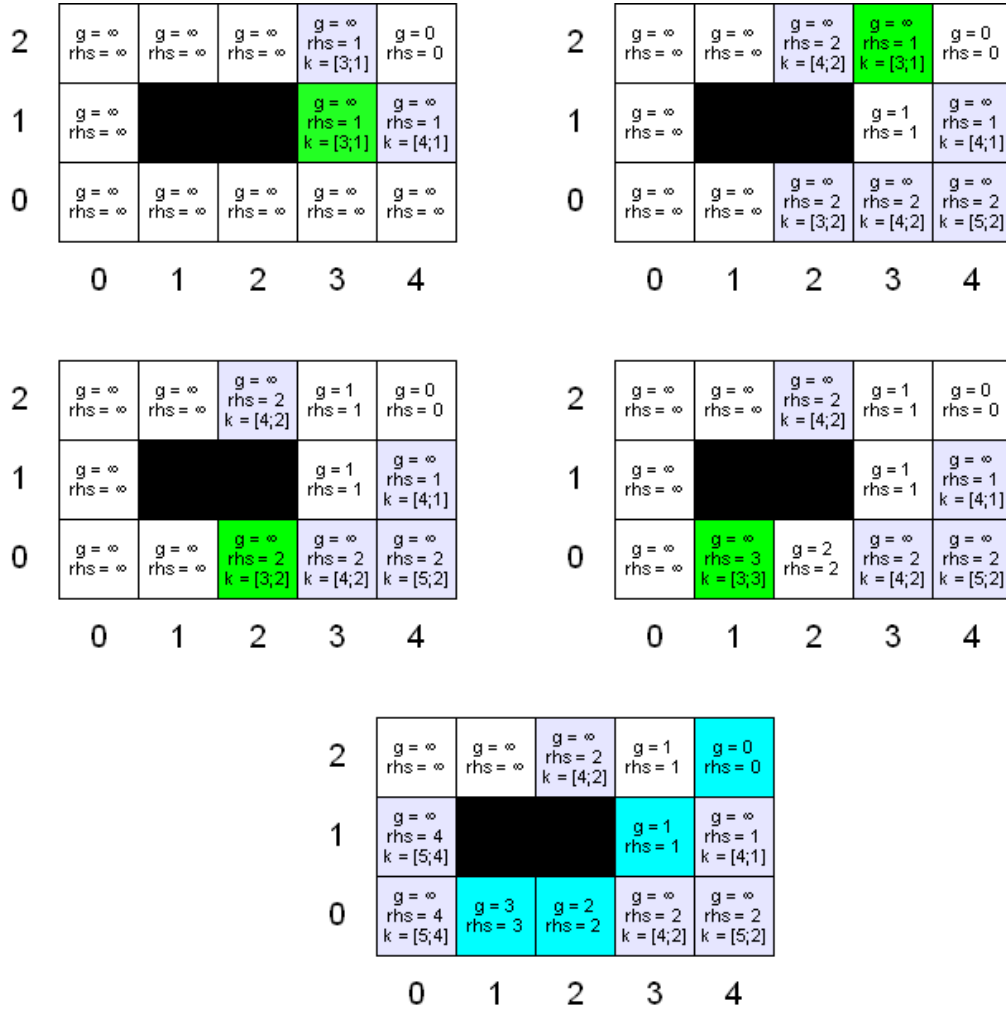 2
g = ∞
rhs = ∞
g = ∞
rhs = ∞
g = ∞
rhs = ∞
g = ∞
rhs = 1
k = [3;1]
g = 0
rhs = 0
1
g = ∞
rhs = ∞
g = ∞
rhs = 1
k = [3;1]
g = ∞
rhs = 1
k = [4;1]
0
g = ∞
rhs = ∞
g = ∞
rhs = ∞
g = ∞
rhs = ∞
g = ∞
rhs = ∞
g = ∞
rhs = ∞
0 1 2 3 4
2
g = ∞
rhs = ∞
g = ∞
rhs = ∞
g = ∞
rhs = 2
k = [4;2]
g = ∞
rhs = 1
k = [3;1]
g = 0
rhs = 0
1
g = ∞
rhs = ∞
g = 1
rhs = 1
g = ∞
rhs = 1
k = [4;1]
0
g = ∞
rhs = ∞
g = ∞
rhs = ∞
g = ∞
rhs = 2
k = [3;2]
g = ∞
rhs = 2
k = [4;2]
g = ∞
rhs = 2
k = [5;2]
0 1 2 3 4
2
g = ∞
rhs = ∞
g = ∞
rhs = ∞
g = ∞
rhs = 2
k = [4;2]
g = 1
rhs = 1
g = 0
rhs = 0
1
g = ∞
rhs = ∞
g = 1
rhs = 1
g = ∞
rhs = 1
k = [4;1]
0
g = ∞
rhs = ∞
g = ∞
rhs = ∞
g = ∞
rhs = 2
k = [3;2]
g = ∞
rhs = 2
k = [4;2]
g = ∞
rhs = 2
k = [5;2]
0 1 2 3 4
2
g = ∞
rhs = ∞
g = ∞
rhs = ∞
g = ∞
rhs = 2
k = [4;2]
g = 1
rhs = 1
g = 0
rhs = 0
1
g = ∞
rhs = ∞
g = 1
rhs = 1
g = ∞
rhs = 1
k = [4;1]
0
g = ∞
rhs = ∞
g = ∞
rhs = 3
k = [3;3]
g = 2
rhs = 2
g = ∞
rhs = 2
k = [4;2]
g = ∞
rhs = 2
k = [5;2]
0 1 2 3 4
2
g = ∞
rhs = ∞
g = ∞
rhs = ∞
g = ∞
rhs = 2
k = [4;2]
g = 1
rhs = 1
g = 0
rhs = 0
1
g = ∞
rhs = 4
k = [5;4]
g = 1
rhs = 1
g = ∞
rhs = 1
k = [4;1]
0
g = ∞
rhs = 4
k = [5;4]
g = 3
rhs = 3
g = 2
rhs = 2
g = ∞
rhs = 2
k = [4;2]
g = ∞
rhs = 2
k = [5;2]
0 1 2 3 4